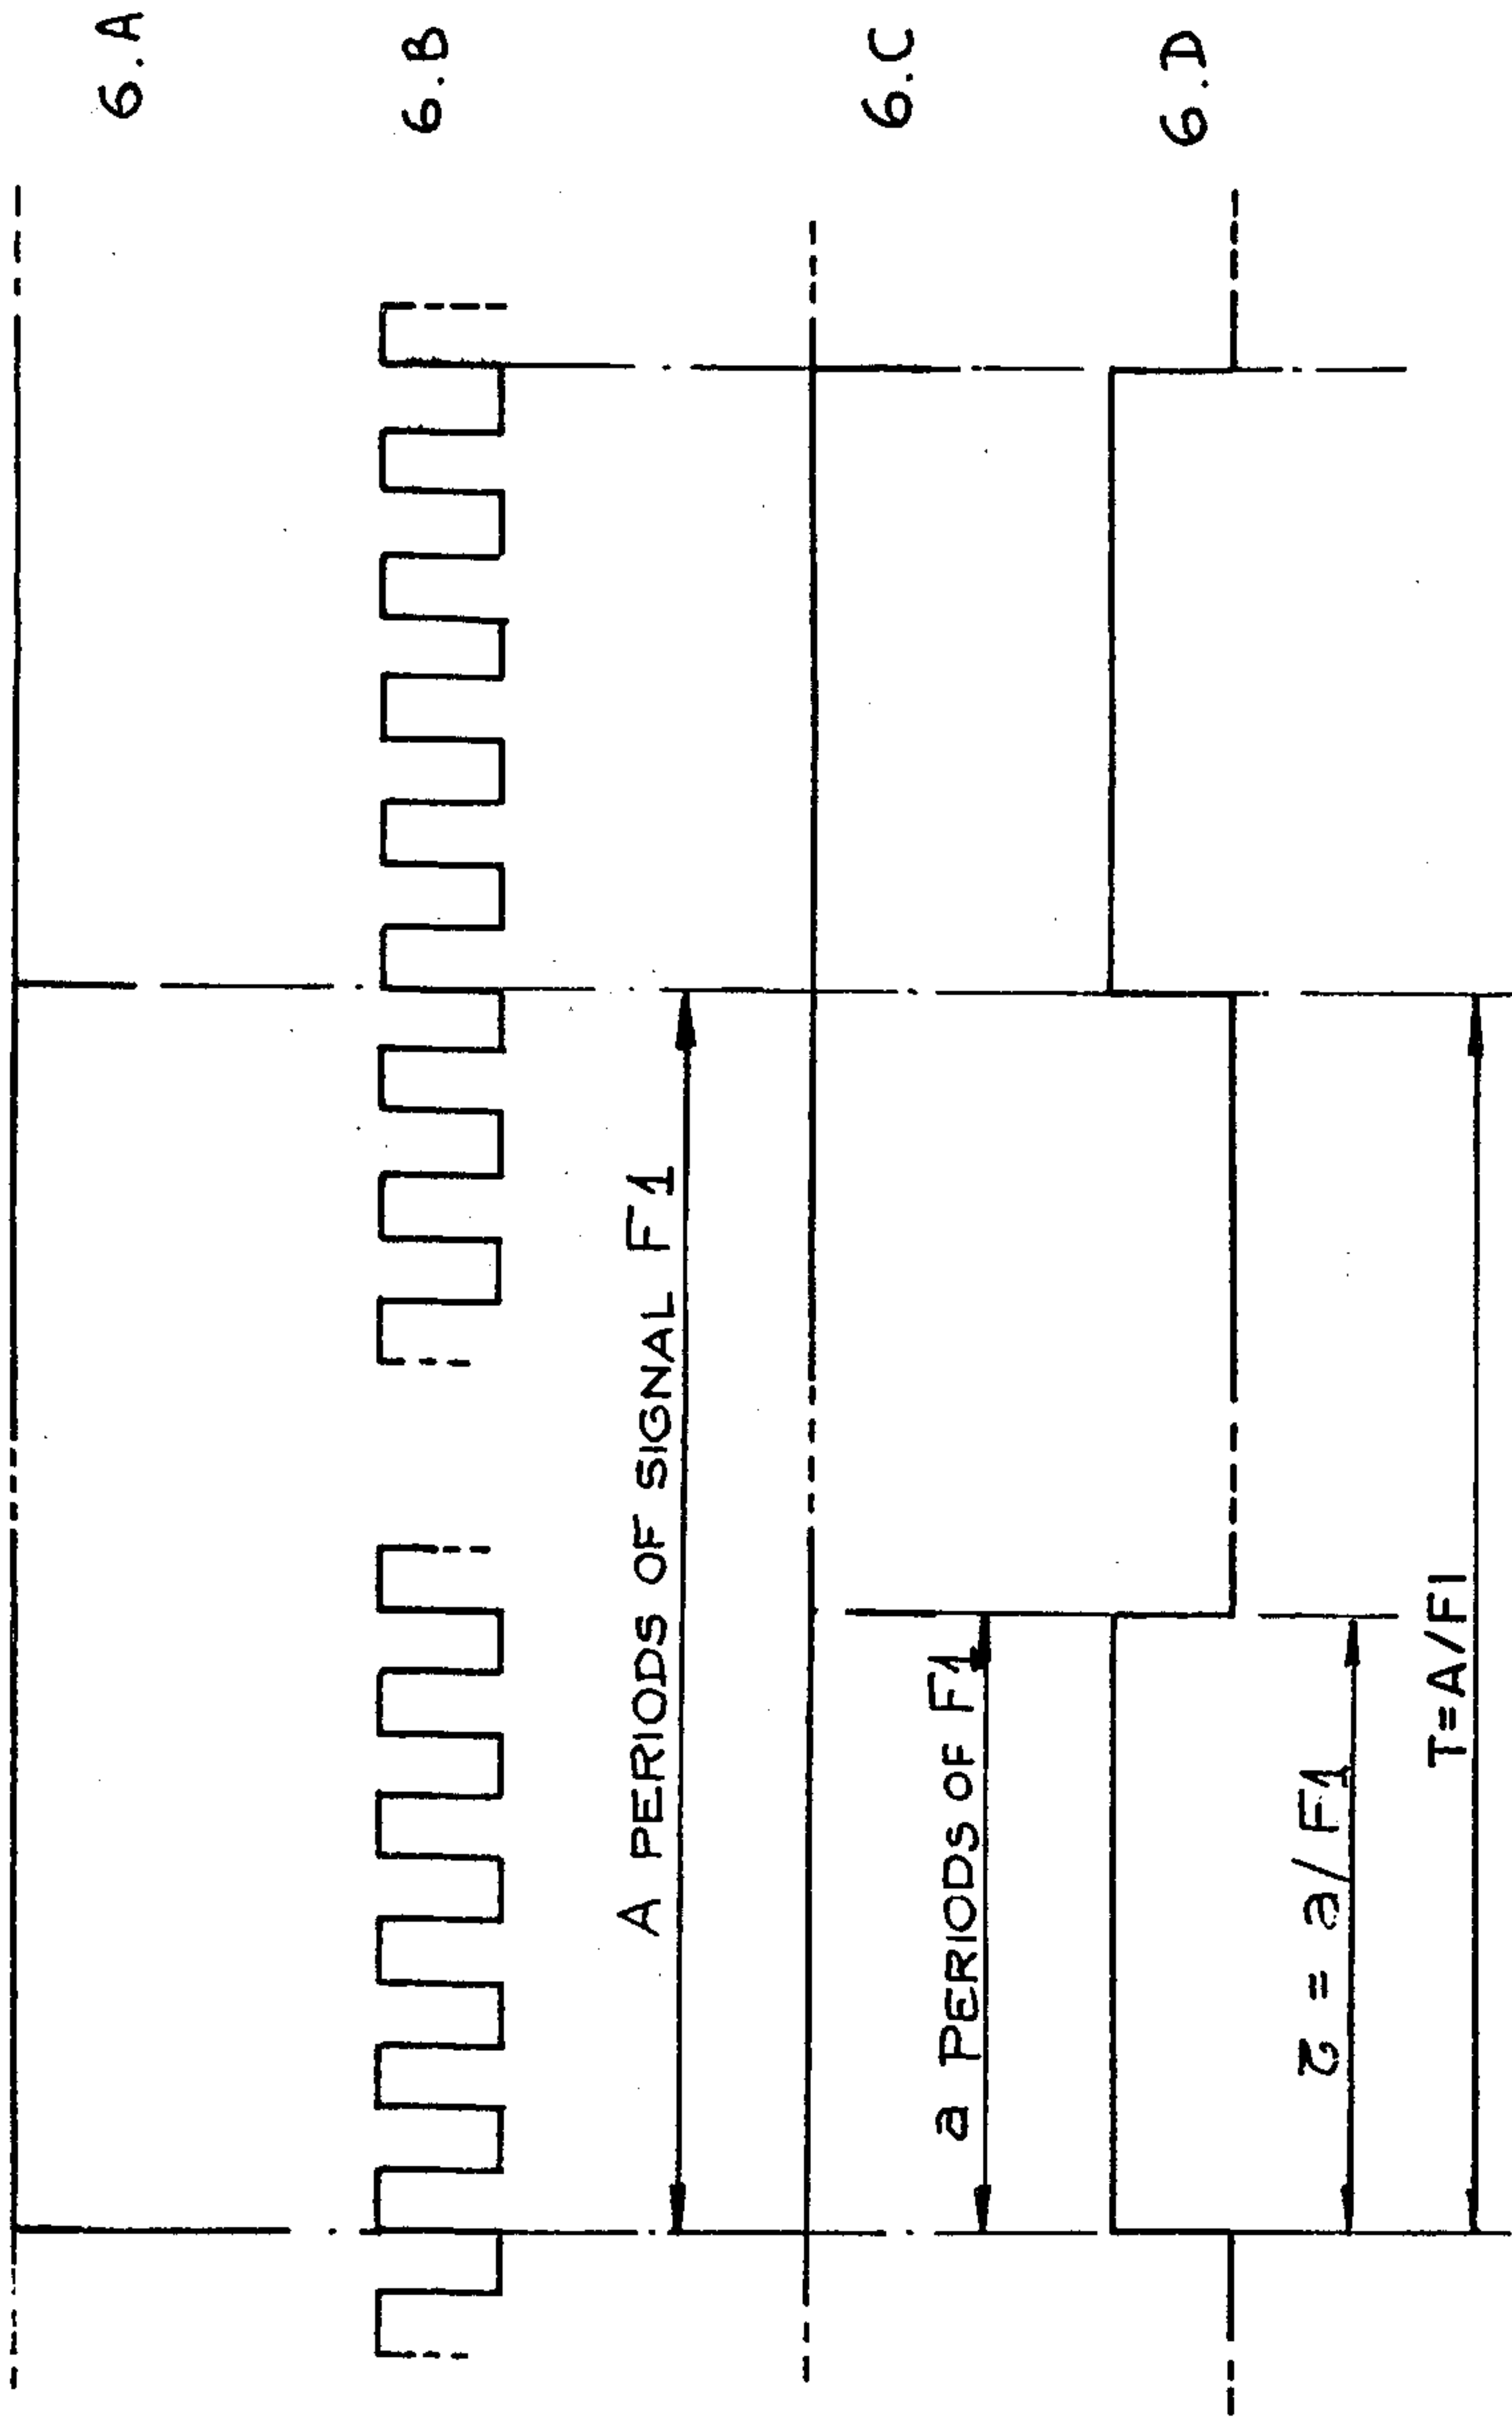 6.A
6.B
A PERIODS OF SIGNAL F1
6.C
a PERIODS OF F1
6.D
τ = a/F1
T=A/F1